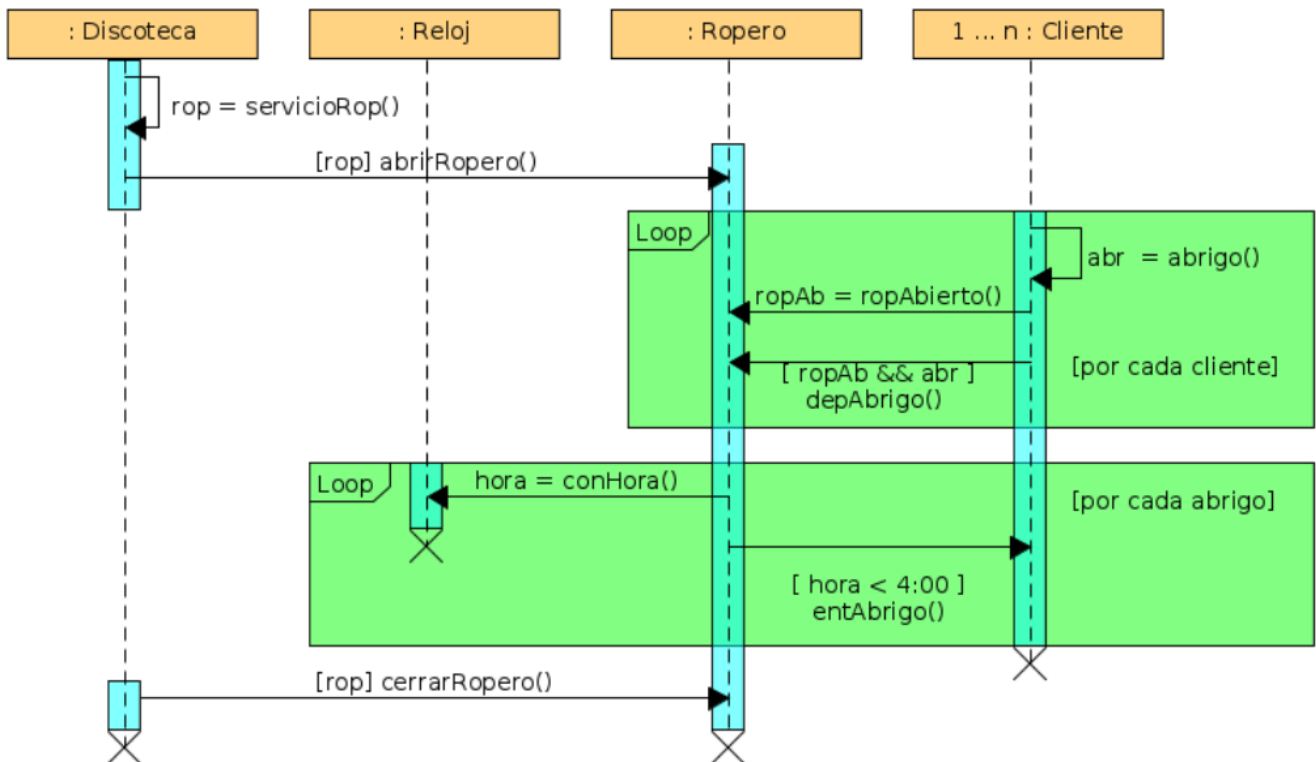 : Discoteca
: Reloj
: Ropero
1 ... n : Cliente
rop = servicioRop()
[rop] abrirRopero()
Loop
abr  = abrigo()
ropAb = ropAbierto()
[por cada cliente]
[ ropAb && abr ]
depAbrigo()
Loop
hora = conHora()
[por cada abrigo]
[ hora < 4:00 ]
entAbrigo()
[rop] cerrarRopero()